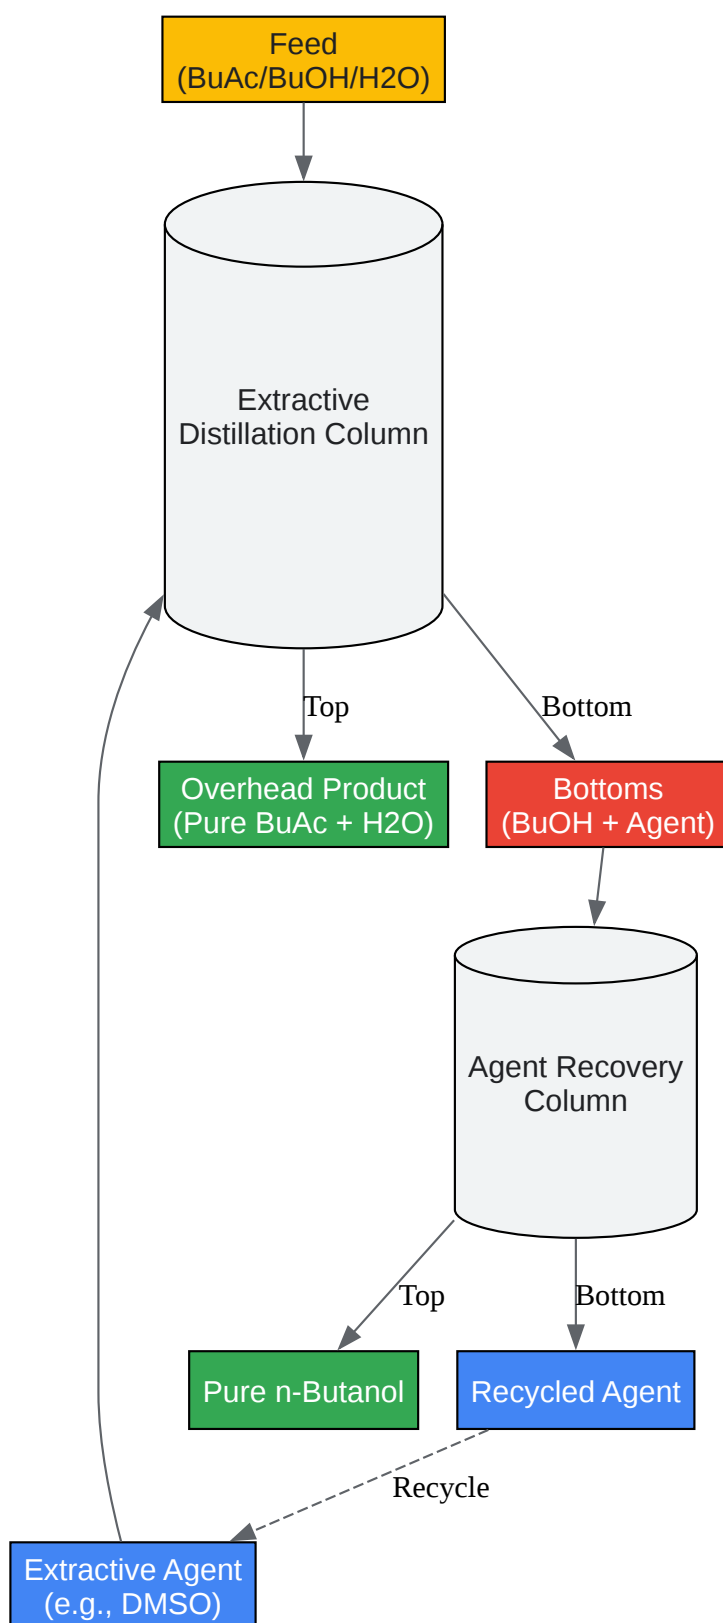 Feed
(BuAc/BuOH/H2O)
Extractive
Distillation Column
Top
Bottom
Overhead Product
(Pure BuAc + H2O)
Bottoms
(BuOH + Agent)
Agent Recovery
Column
Top
Bottom
Pure n-Butanol
Recycled Agent
Recycle
Extractive Agent
(e.g., DMSO)